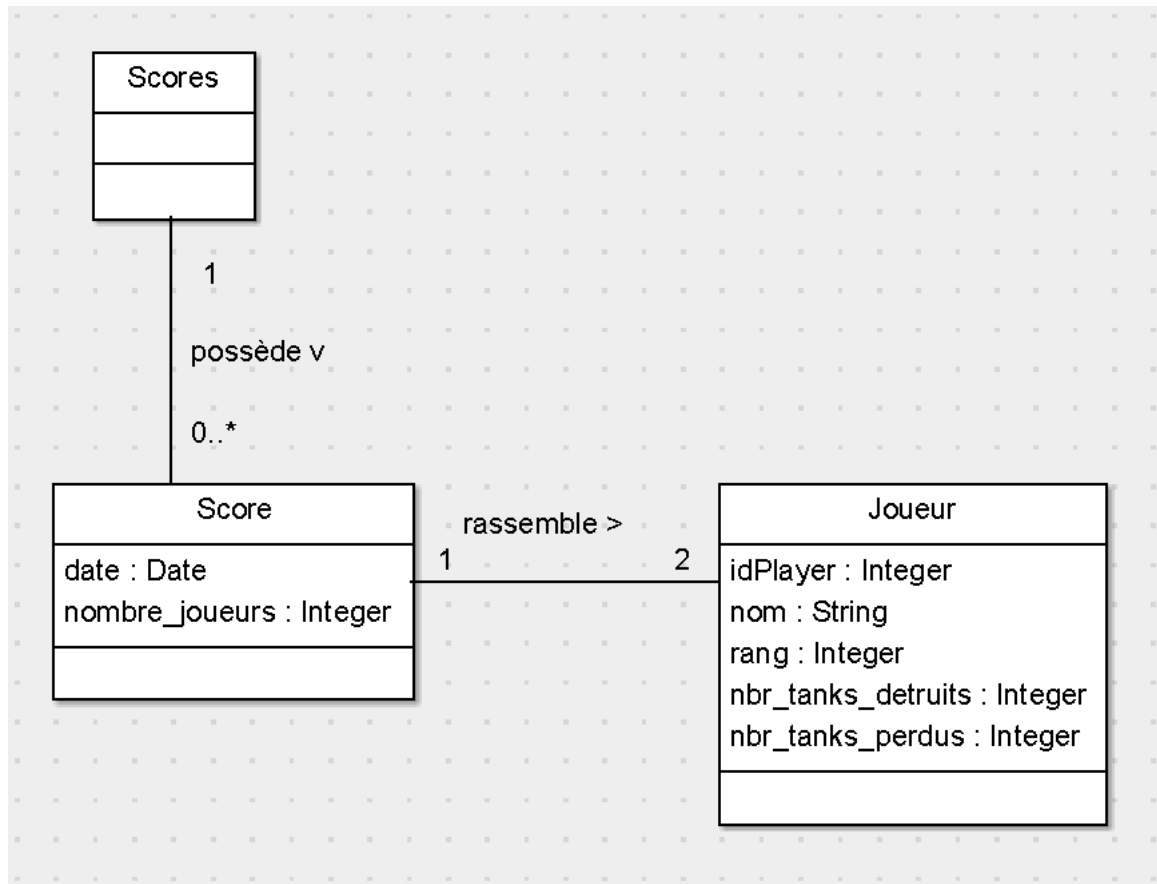 Scores
1
possède v
0..*
Score
date : Date
nombre_joueurs : Integer
rassemble >
1
2
Joueur
idPlayer : Integer
nom : String
rang : Integer
nbr_tanks_detruits : Integer
nbr_tanks_perdus : Integer